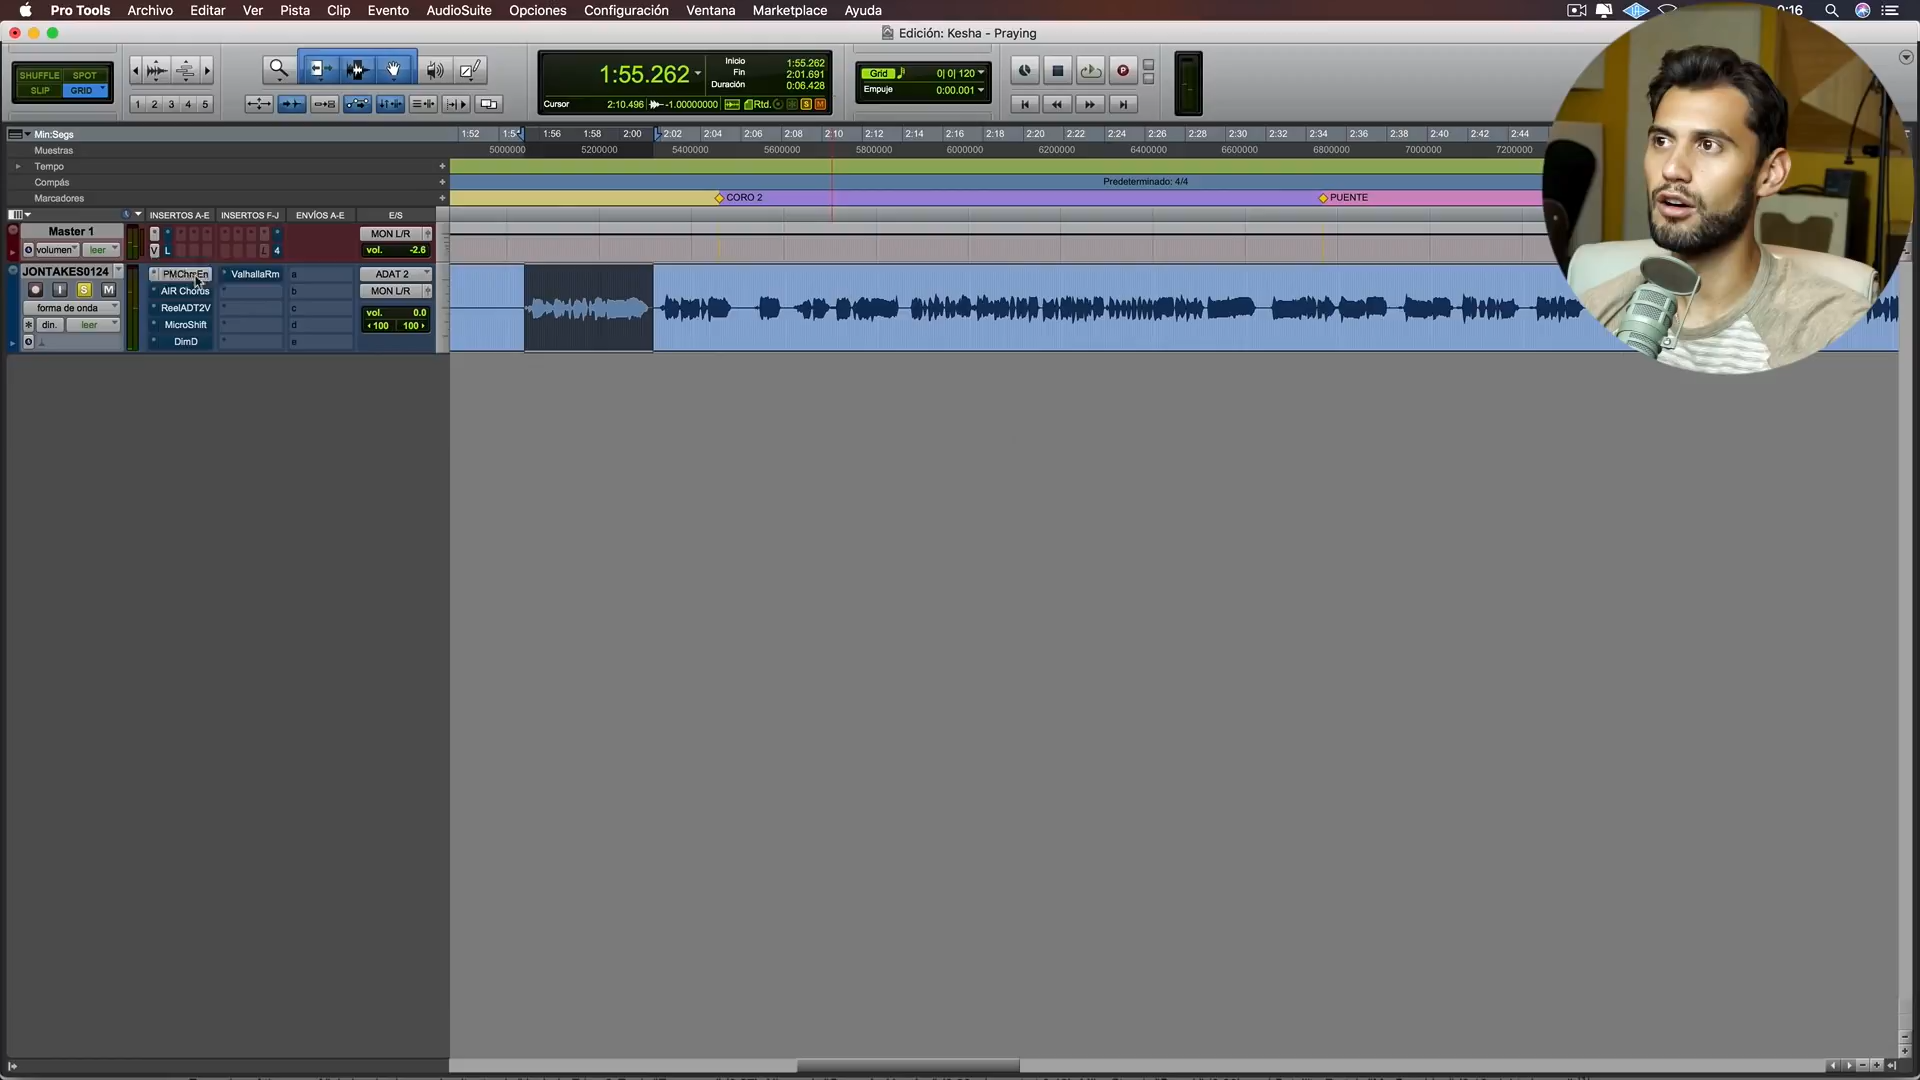 Pro Tools Archivo Editar Ver Pista Clip Evento AudioSuite Opciones Configuración Ventana Marketplace Ayuda
Edición: Kesha - Praying
SHUFFLE SPOT
SLIP GRID
1 2 3 4 5
1:55.262
Inicio 1:55.262
Fin 2:01.691
Duración 0:06.428
Cursor 2:10.496 -1.00000000 Rtd. S M
Grid 0| 0| 120
Empuje 0:00.001
Min:Segs
1:52 1:56 1:58 2:00 2:02 2:04 2:06 2:08 2:10 2:12 2:14 2:16 2:18 2:20 2:22 2:24 2:26 2:28 2:30 2:32 2:34 2:36 2:38 2:40 2:42 2:44
Muestras
5000000 5200000 5400000 5600000 5800000 6000000 6200000 6400000 6600000 6800000 7000000 7200000
Tempo
Compás
Predeterminado: 4/4
Marcadores
CORO 2 PUENTE
INSERTOS A-E INSERTOS F-J ENVÍOS A-E E/S
Master 1
MON L/R
volumen leer
V L L 4
vol. -2.6
JONTAKES0124
PMChrrEn ValhallaRm a ADAT 2
I S M AIR Chorus b MON L/R
forma de onda ReelADT2V c vol. 0.0
din. leer MicroShift d 100 100
DimD e